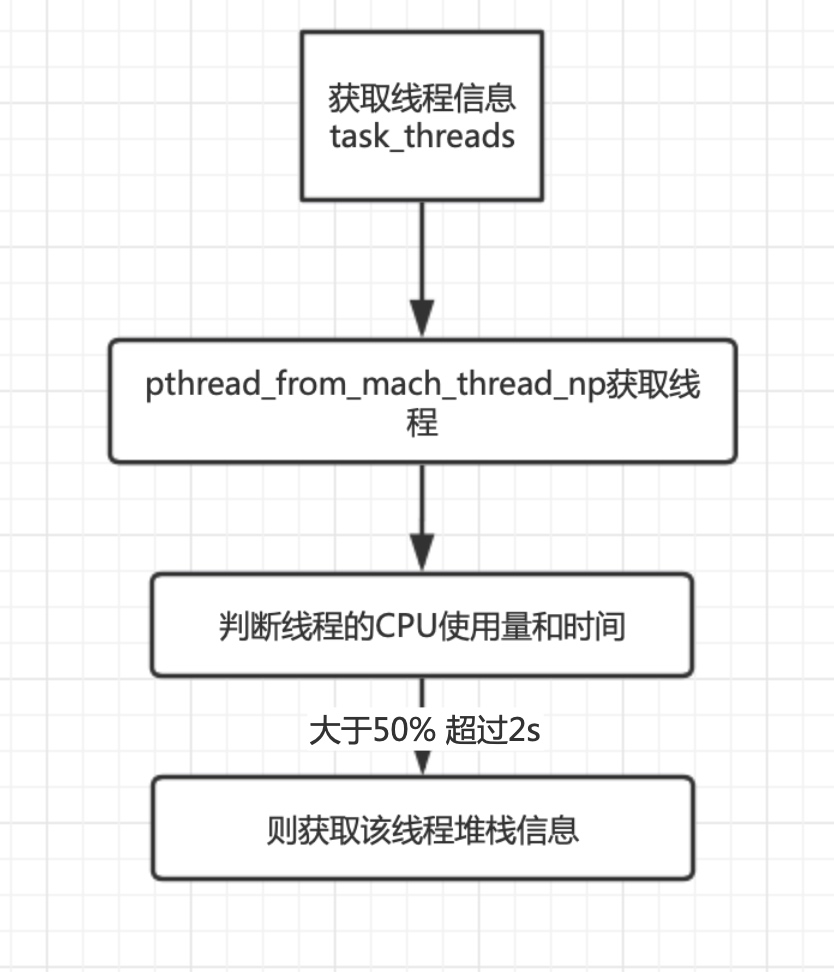 获取线程信息
task_threads
pthread_from_mach_thread_np获取线
程
判断线程的CPU使用量和时间
大于50% 超过2s
则获取该线程堆栈信息